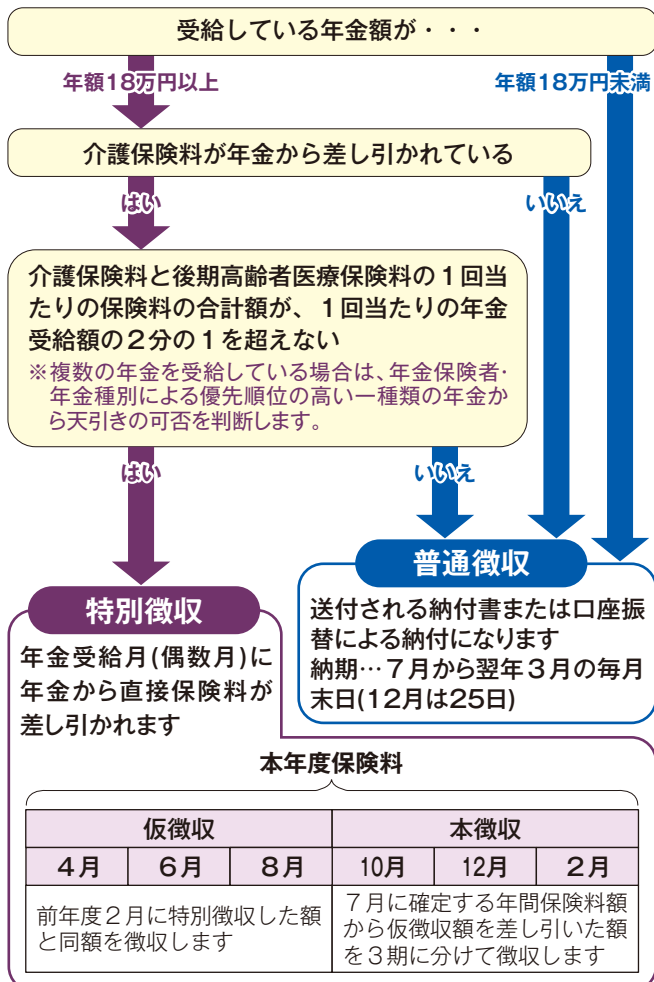 受給している年金額が・・・
年額18万円以上
年額18万円未満
介護保険料が年金から差し引かれている
はい
いいえ
介護保険料と後期高齢者医療保険料の1回当
たりの保険料の合計額が、1回当たりの年金
受給額の2分の1を超えない
※複数の年金を受給している場合は、年金保険者・
年金種別による優先順位の高い一種類の年金か
ら天引きの可否を判断します。
はい
いいえ
普通徴収
送付される納付書または口座振
替による納付になります
納期…7月から翌年3月の毎月
末日(12月は25日)
特別徴収
年金受給月(偶数月)に
年金から直接保険料が
差し引かれます
本年度保険料
仮徴収
本徴収
4月
6月
8月
10月
12月
2月
前年度2月に特別徴収した額
と同額を徴収します
7月に確定する年間保険料額
から仮徴収額を差し引いた額
を3期に分けて徴収します